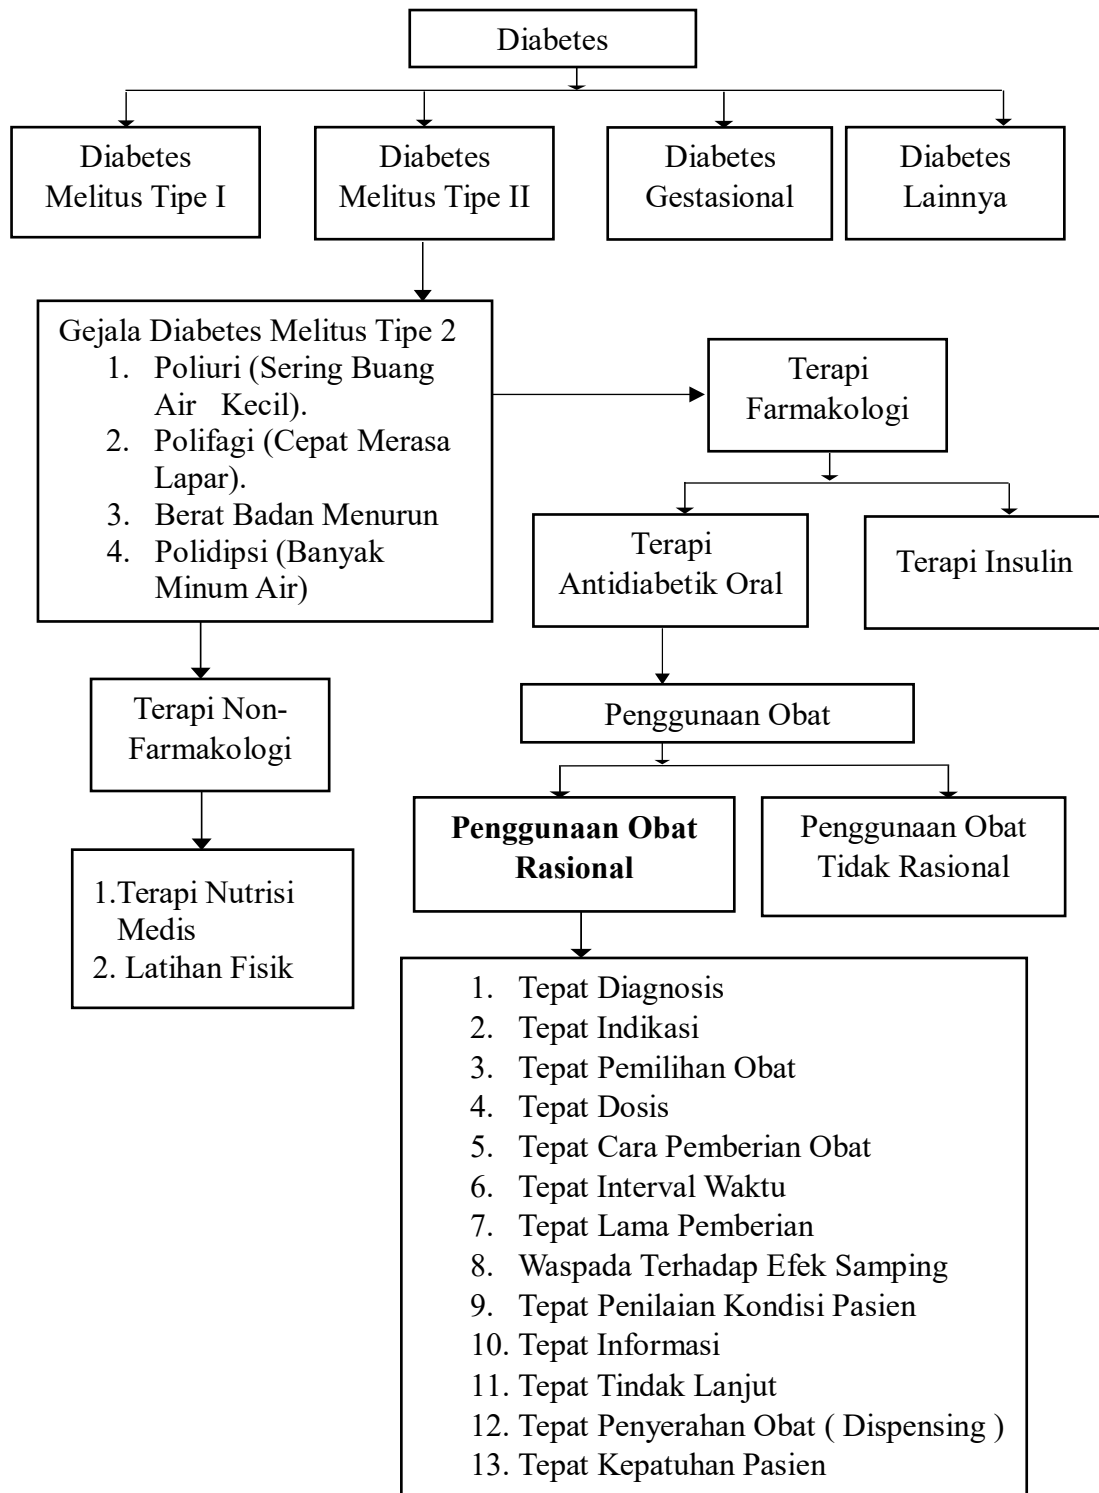 Diabetes
Diabetes
Melitus Tipe I
Diabetes
Melitus Tipe II
Diabetes
Gestasional
Diabetes
Lainnya
Gejala Diabetes Melitus Tipe 2
1. Poliuri (Sering Buang
Air Kecil).
2. Polifagi (Cepat Merasa
Lapar).
3. Berat Badan Menurun
4. Polidipsi (Banyak
Minum Air)
Terapi
Farmakologi
Terapi
Antidiabetik Oral
Terapi Insulin
Terapi Non-
Farmakologi
Penggunaan Obat
1.Terapi Nutrisi
Medis
2. Latihan Fisik
Penggunaan Obat
Rasional
Penggunaan Obat
Tidak Rasional
1. Tepat Diagnosis
2. Tepat Indikasi
3. Tepat Pemilihan Obat
4. Tepat Dosis
5. Tepat Cara Pemberian Obat
6. Tepat Interval Waktu
7. Tepat Lama Pemberian
8. Waspada Terhadap Efek Samping
9. Tepat Penilaian Kondisi Pasien
10. Tepat Informasi
11. Tepat Tindak Lanjut
12. Tepat Penyerahan Obat ( Dispensing )
13. Tepat Kepatuhan Pasien